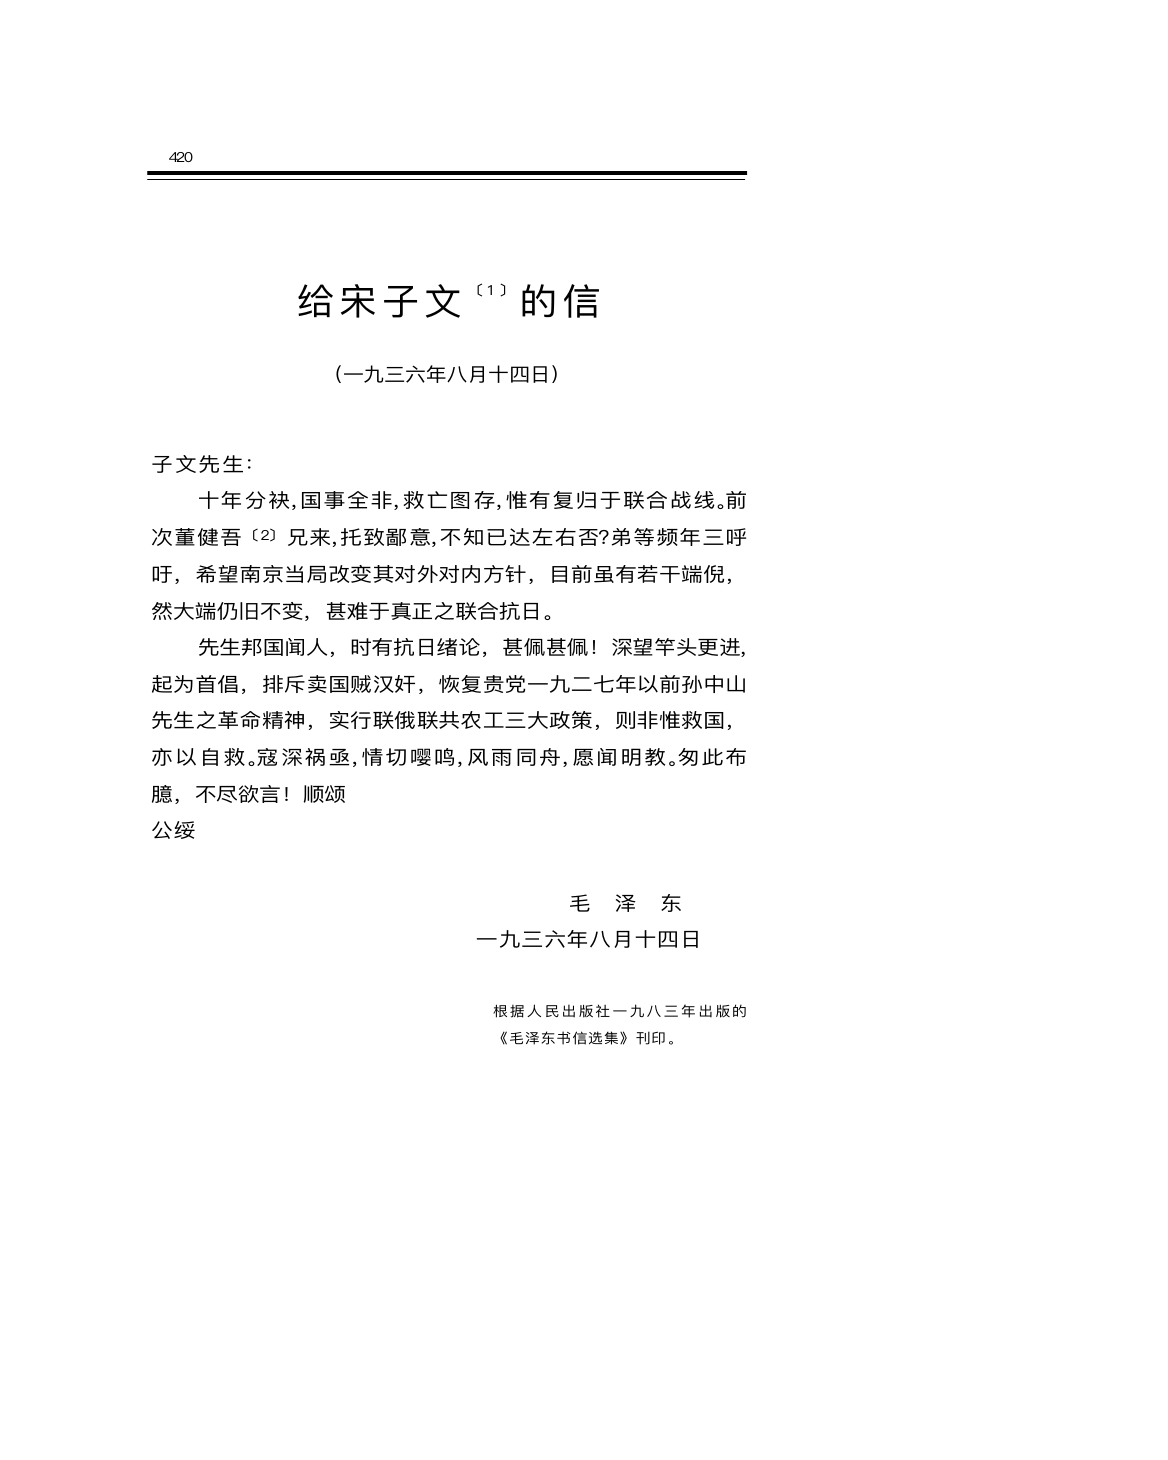 420
给宋子文〔1〕的信
（一九三六年八月十四日）
子文先生：
十年分袂，国事全非，救亡图存，惟有复归于联合战线。前
次董健吾〔2〕兄来，托致鄙意，不知已达左右否？弟等频年三呼
吁，希望南京当局改变其对外对内方针，目前虽有若干端倪，
然大端仍旧不变，甚难于真正之联合抗日。
先生邦国闻人，时有抗日绪论，甚佩甚佩！深望竿头更进，
起为首倡，排斥卖国贼汉奸，恢复贵党一九二七年以前孙中山
先生之革命精神，实行联俄联共农工三大政策，则非惟救国，
亦以自救。寇深祸亟，情切嘤鸣，风雨同舟，愿闻明教。匆此布
臆，不尽欲言！顺颂
公绥
毛 泽 东
一九三六年八月十四日
根据人民出版社一九八三年出版的
《毛泽东书信选集》刊印。